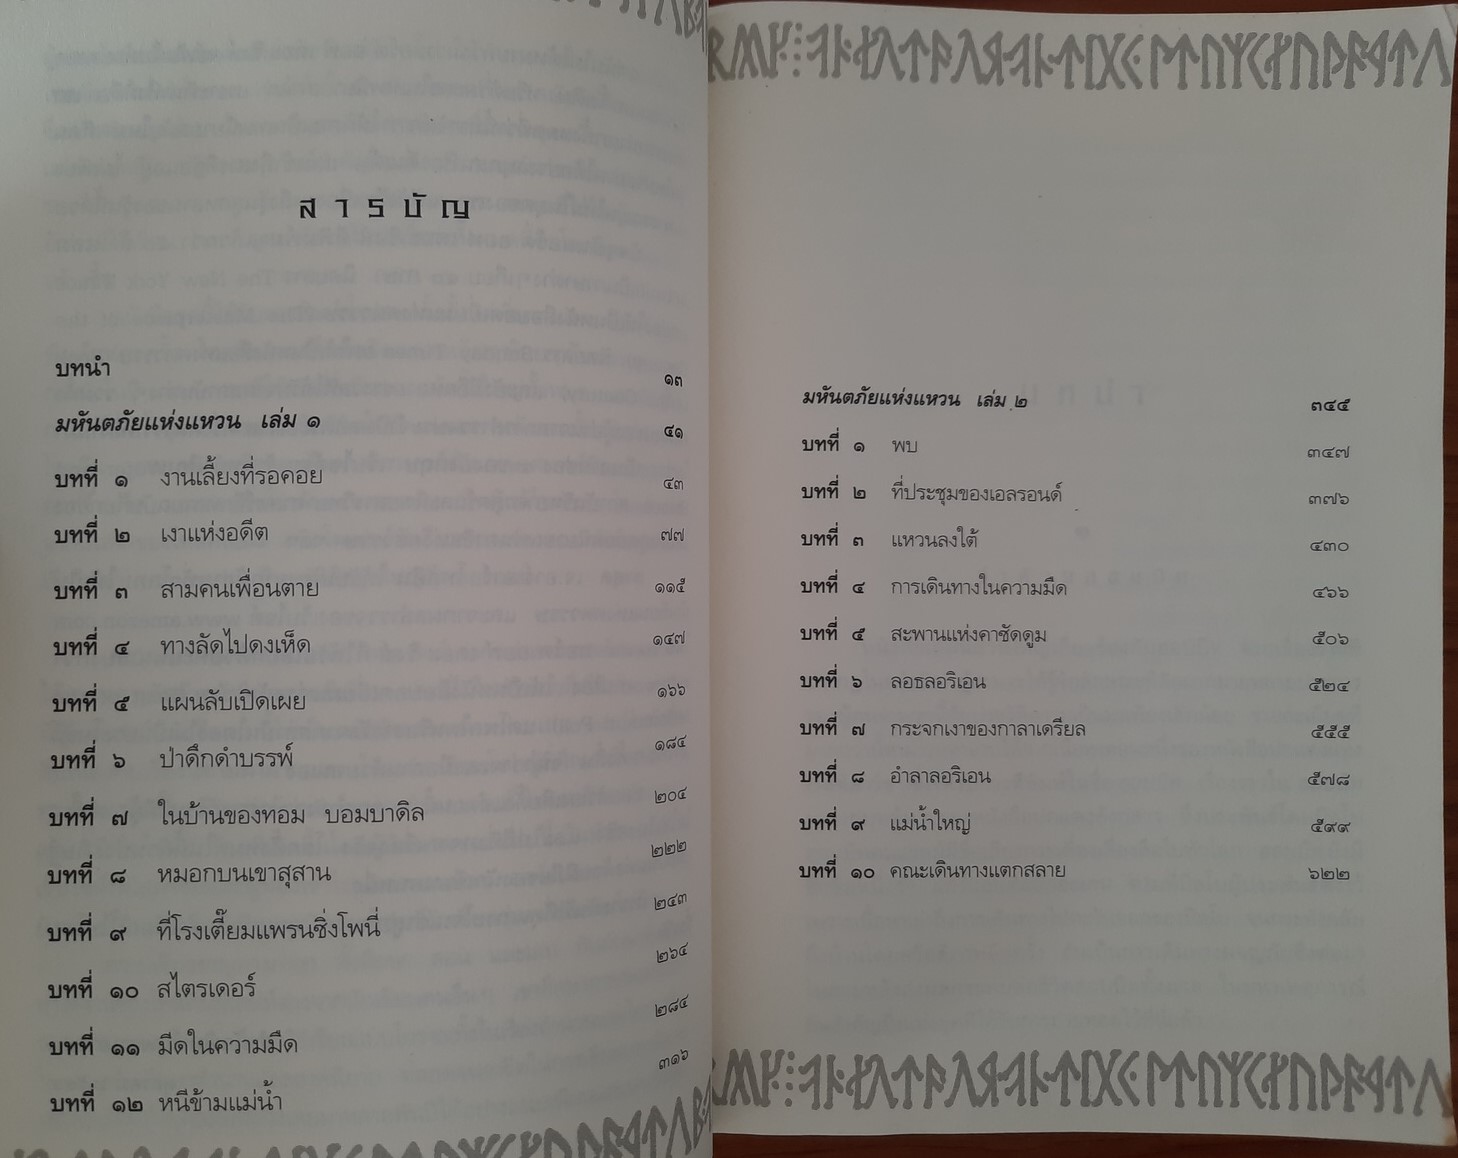 สารบัญ
บทนำ ๑๓
มหันตภัยแห่งแหวน เล่ม ๑ ๔๑
บทที่ ๑ งานเลี้ยงที่รอคอย ๔๓
บทที่ ๒ เงาแห่งอดีต ๗๗
บทที่ ๓ สามคนเพื่อนตาย ๑๑๕
บทที่ ๔ ทางลัดไปดงเห็ด ๑๔๗
บทที่ ๕ แผนลับเปิดเผย ๑๖๖
บทที่ ๖ ป่าดึกดำบรรพ์ ๑๘๔
บทที่ ๗ ในบ้านของทอม บอมบาดิล ๒๐๔
บทที่ ๘ หมอกบนเขาสุสาน ๒๒๒
บทที่ ๙ ที่โรงเตี๊ยมแพรนซิ่งโพนี่ ๒๔๓
บทที่ ๑๐ สไตรเดอร์ ๒๖๔
บทที่ ๑๑ มีดในความมืด ๒๘๔
บทที่ ๑๒ หนีข้ามแม่น้ำ ๓๑๖
มหันตภัยแห่งแหวน เล่ม ๒ ๓๔๕
บทที่ ๑ พบ ๓๔๗
บทที่ ๒ ที่ประชุมของเอลรอนด์ ๓๗๖
บทที่ ๓ แหวนลงใต้ ๔๓๐
บทที่ ๔ การเดินทางในความมืด ๔๖๖
บทที่ ๕ สะพานแห่งคาซัดดูม ๕๐๖
บทที่ ๖ ลอธลอริเอน ๕๒๔
บทที่ ๗ กระจกเงาของกาลาเดรียล ๕๕๕
บทที่ ๘ อำลาลอริเอน ๕๗๘
บทที่ ๙ แม่น้ำใหญ่ ๕๙๙
บทที่ ๑๐ คณะเดินทางแตกสลาย ๖๒๒